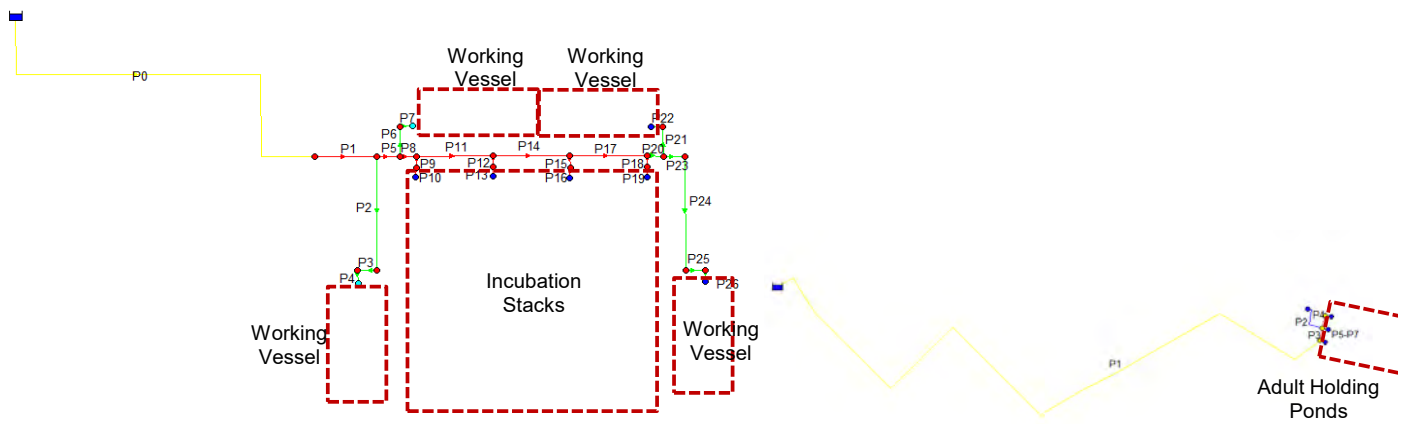 Working
Vessel
Working
Vessel
P0
P7
P22
P6
P21
P1
P5
P8
P11
P14
P17
P20
P23
P9
P12
P15
P18
P10
P13
P16
P19
P2
P24
P3
P25
P4
P26
Incubation
Stacks
Working
Vessel
Working
Vessel
P4
P2
P3
P5-P7
P1
Adult Holding
Ponds